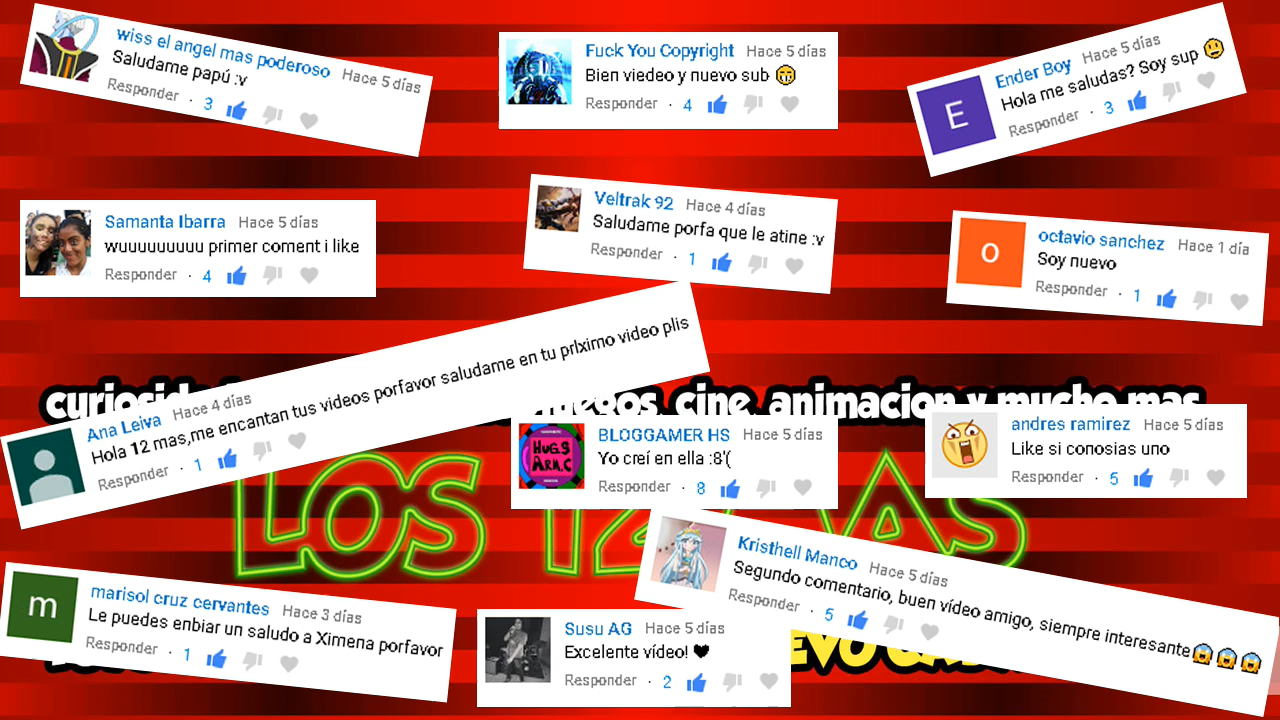 wiss el angel mas poderoso Hace 5 días
Saludame papú :v
Responder · 3
Fuck You Copyright Hace 5 días
Bien viedeo y nuevo sub 😁
Responder · 4
Ender Boy Hace 5 días
Hola me saludas? Soy sup
Responder · 3
E
Samanta Ibarra Hace 5 días
wuuuuuuuuu primer coment i like
Responder · 4
Veltrak 92 Hace 4 días
Saludame porfa que le atine :v
Responder · 1
octavio sanchez Hace 1 día
Soy nuevo
Responder · 1
o
Ana Leiva Hace 4 días
Hola 12 mas,me encantan tus videos porfavor saludame en tu prlximo video plis
Responder · 1
cine, animacion y mucho mas
BLOGGAMER HS Hace 5 días
Yo creí en ella :8'(
Responder · 8
HUGS
ARM.C
andres ramirez Hace 5 días
Like si conosias uno
Responder · 5
LOS 12 MAS
Kristhell Manco Hace 5 días
Segundo comentario, buen vídeo amigo, siempre interesante😱😱😱
Responder · 5
marisol cruz cervantes Hace 3 días
Le puedes enbiar un saludo a Ximena porfavor
Responder · 1
m
Susu AG Hace 5 días
Excelente vídeo! ♥
Responder · 2